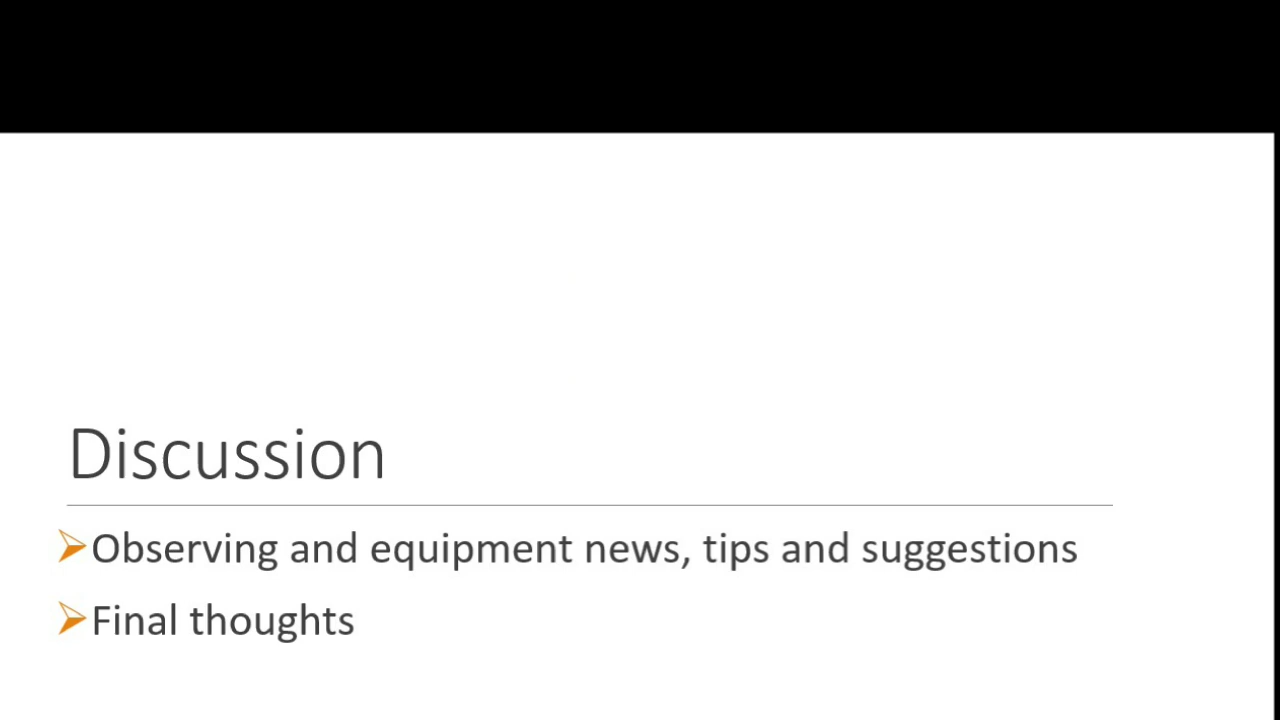 Discussion
Observing and equipment news, tips and suggestions
Final thoughts